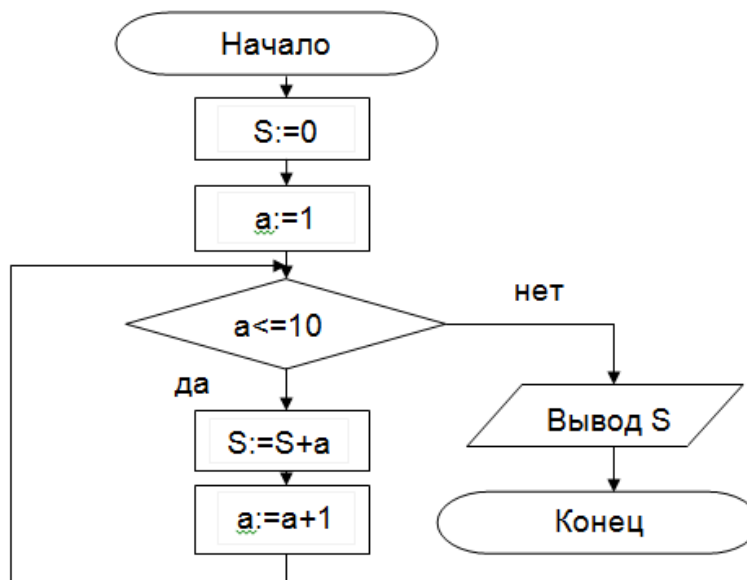 Начало
S:=0
a:=1
a<=10
нет
да
S:=S+a
a:=a+1
Вывод S
Конец